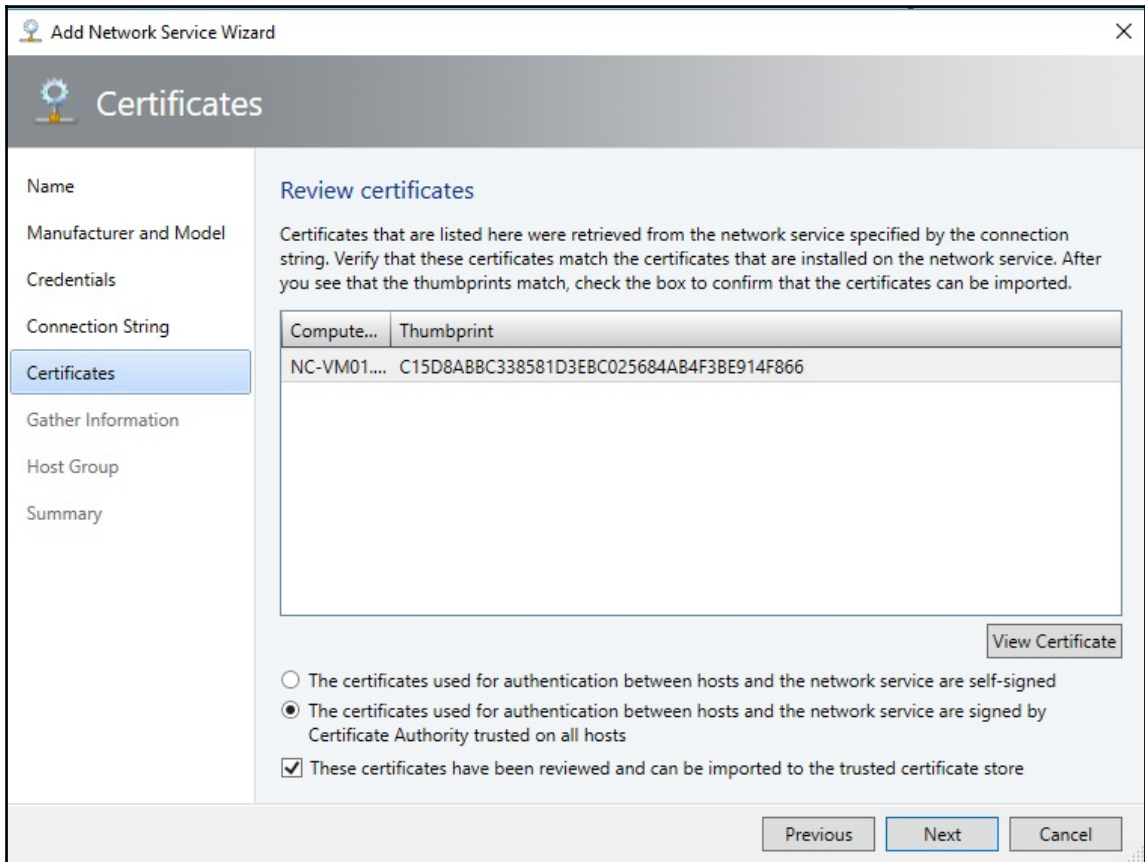 Add Network Service Wizard
Certificates
Name
Manufacturer and Model
Credentials
Connection String
Certificates
Gather Information
Host Group
Summary
Review certificates
Certificates that are listed here were retrieved from the network service specified by the connection
string. Verify that these certificates match the certificates that are installed on the network service. After
you see that the thumbprints match, check the box to confirm that the certificates can be imported.
Compute... Thumbprint
NC-VM01.... C15D8ABBC338581D3EBC025684AB4F3BE914F866
View Certificate
The certificates used for authentication between hosts and the network service are self-signed
The certificates used for authentication between hosts and the network service are signed by
Certificate Authority trusted on all hosts
These certificates have been reviewed and can be imported to the trusted certificate store
Previous Next Cancel